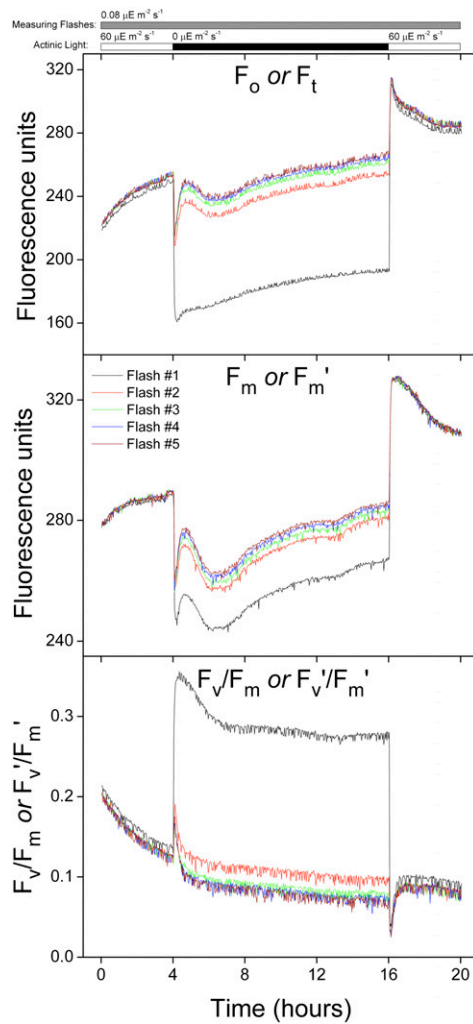 0.08 μE m-2 s-1
Measuring Flashes:
60 μE m-2 s-1 0 μE m-2 s-1 60 μE m-2 s-1
Actinic Light:
Fo or Ft
Fluorescence units
320
280
240
200
160
Fm or Fm'
Flash #1
Flash #2
Flash #3
Flash #4
Flash #5
Fluorescence units
320
280
240
Fv/Fm or Fv'/Fm'
Fv/Fm or Fv'/Fm'
0.3
0.2
0.1
0.0
0 4 8 12 16 20
Time (hours)